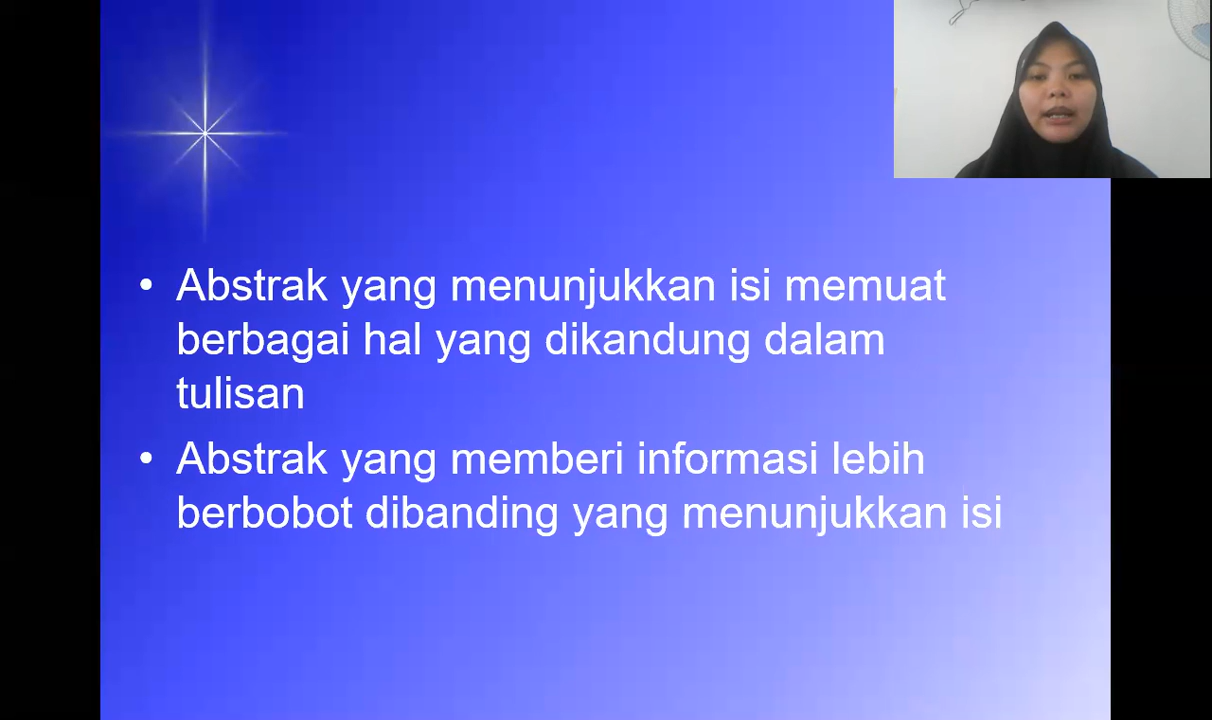 • Abstrak yang menunjukkan isi memuat
berbagai hal yang dikandung dalam
tulisan
• Abstrak yang memberi informasi lebih
berbobot dibanding yang menunjukkan isi